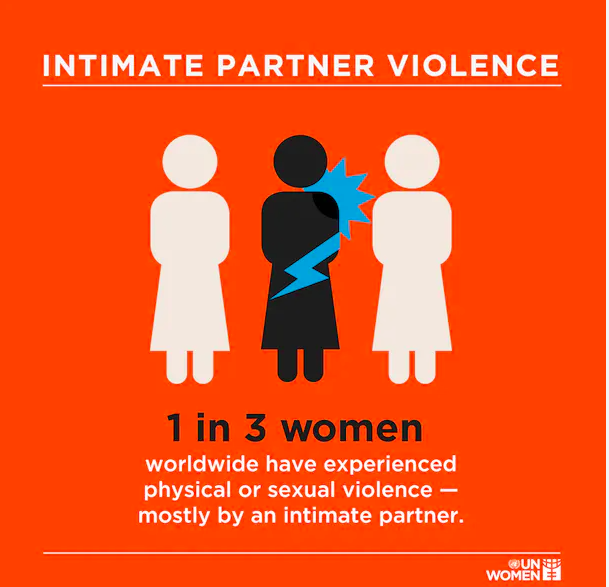 INTIMATE PARTNER VIOLENCE
1 in 3 women
worldwide have experienced
physical or sexual violence —
mostly by an intimate partner.
UN
WOMEN